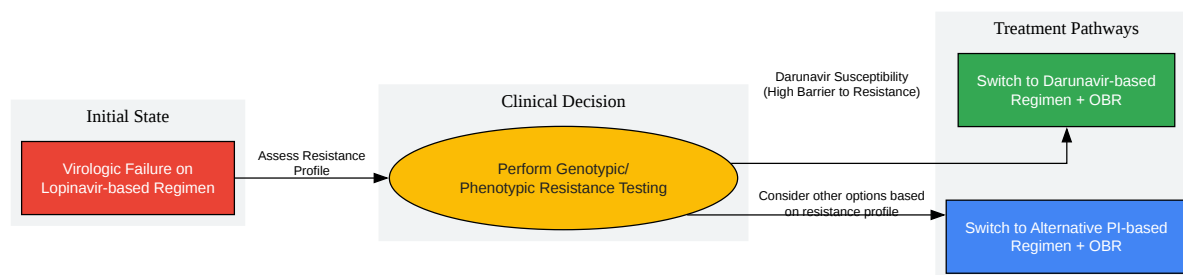 Initial State
Virologic Failure on
Lopinavir-based Regimen
Assess Resistance
Profile
Clinical Decision
Perform Genotypic/
Phenotypic Resistance Testing
Darunavir Susceptibility
(High Barrier to Resistance)
Consider other options based
on resistance profile
Treatment Pathways
Switch to Darunavir-based
Regimen + OBR
Switch to Alternative PI-based
Regimen + OBR